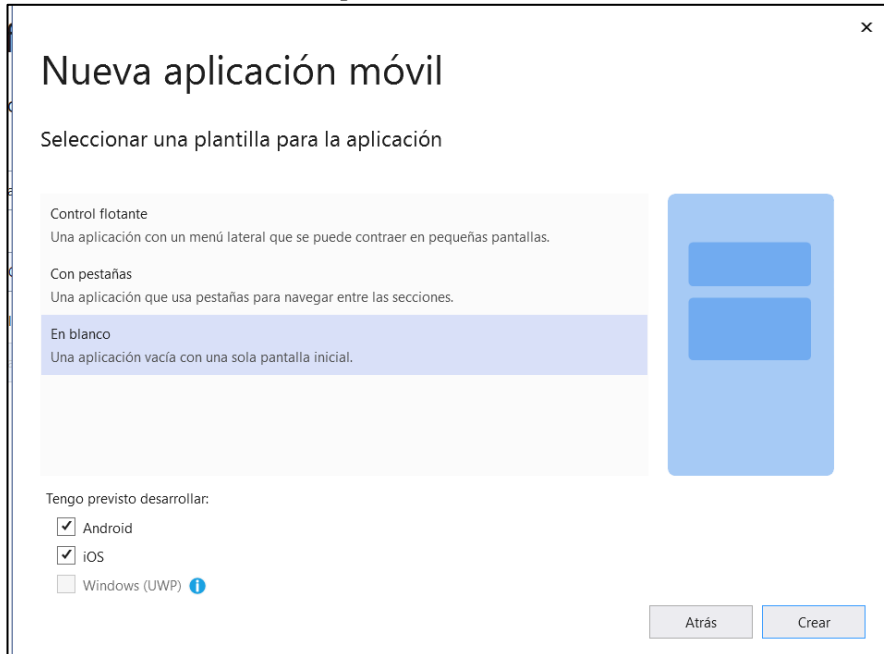 Nueva aplicación móvil
Seleccionar una plantilla para la aplicación
Control flotante
Una aplicación con un menú lateral que se puede contraer en pequeñas pantallas.
Con pestañas
Una aplicación que usa pestañas para navegar entre las secciones.
En blanco
Una aplicación vacía con una sola pantalla inicial.
Tengo previsto desarrollar:
Android
iOS
Windows (UWP)
Atrás
Crear